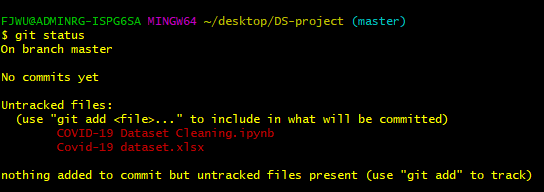 FJWU@ADMINRG-ISPG6SA MINGW64 ~/desktop/DS-project (master)
$ git status
On branch master
No commits yet
Untracked files:
(use "git add <file>..." to include in what will be committed)
COVID-19 Dataset Cleaning.ipynb
Covid-19 dataset.xlsx
nothing added to commit but untracked files present (use "git add" to track)